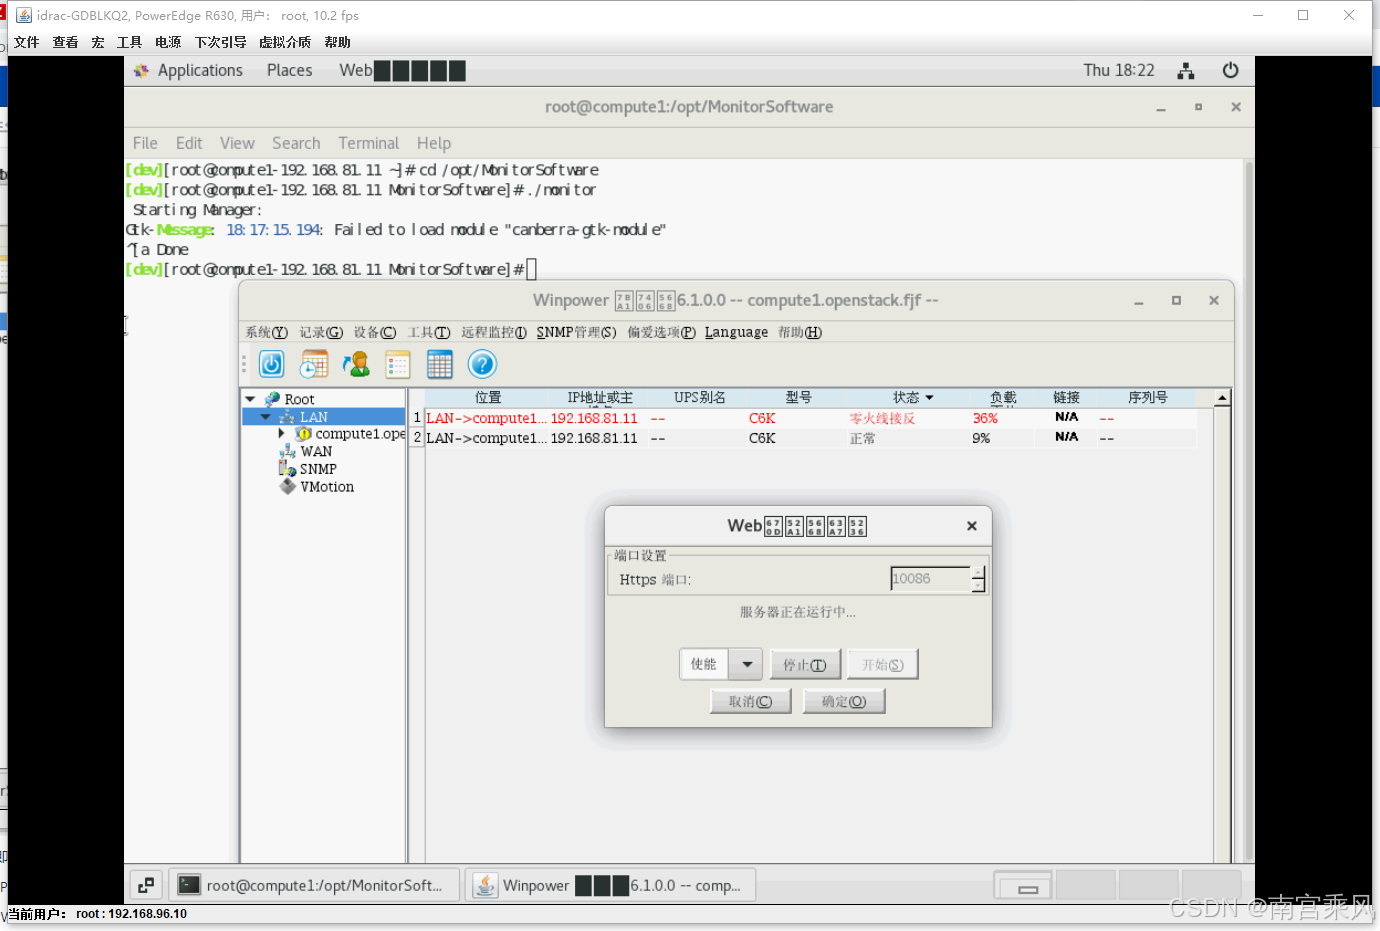 idrac-GDBLKQ2, PowerEdge R630, 用户: root, 10.2 fps
文件 查看 宏 工具 电源 下次引导 虚拟介质 帮助
Applications Places Web Thu 18:22
root@compute1:/opt/MonitorSoftware
File Edit View Search Terminal Help
[dev][root@compute1-192.168.81.11 ~]# cd /opt/MonitorSoftware
[dev][root@compute1-192.168.81.11 MonitorSoftware]# ./monitor
Starting Manager:
Gtk-Message: 18:17:15.194: Failed to load module "canberra-gtk-module"
^[a Done
[dev][root@compute1-192.168.81.11 MonitorSoftware]#
Winpower 6.1.0.0 -- compute1.openstack.fjf --
系统(Y) 记录(G) 设备(C) 工具(T) 远程监控(I) SNMP管理(S) 偏爱选项(P) Language 帮助(H)
Root
LAN
compute1.ope
WAN
SNMP
VMotion
位置 IP地址或主 UPS别名 型号 状态 负载 链接 序列号
1 LAN->compute1... 192.168.81.11 -- C6K 零火线接反 36% N/A --
2 LAN->compute1... 192.168.81.11 -- C6K 正常 9% N/A --
Web
端口设置
Https 端口: 10086
服务器正在运行中...
使能 停止(T) 开始(S)
取消(C) 确定(O)
root@compute1:/opt/MonitorSoft... Winpower 6.1.0.0 -- comp...
当前用户: root : 192.168.96.10
CSDN @南宫乘风